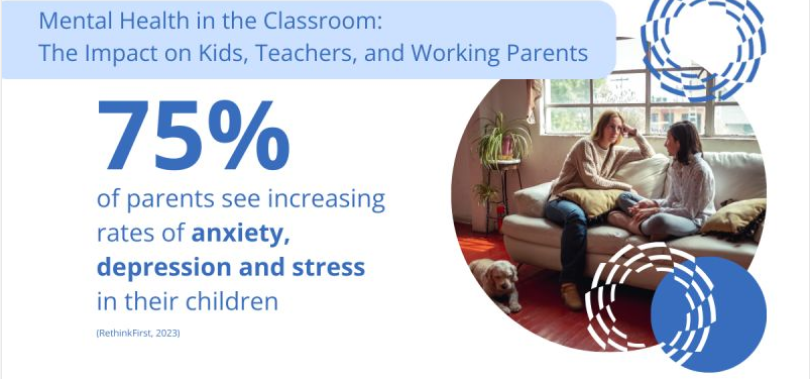 Mental Health in the Classroom:
The Impact on Kids, Teachers, and Working Parents
75%
of parents see increasing
rates of anxiety,
depression and stress
in their children
(RethinkFirst, 2023)